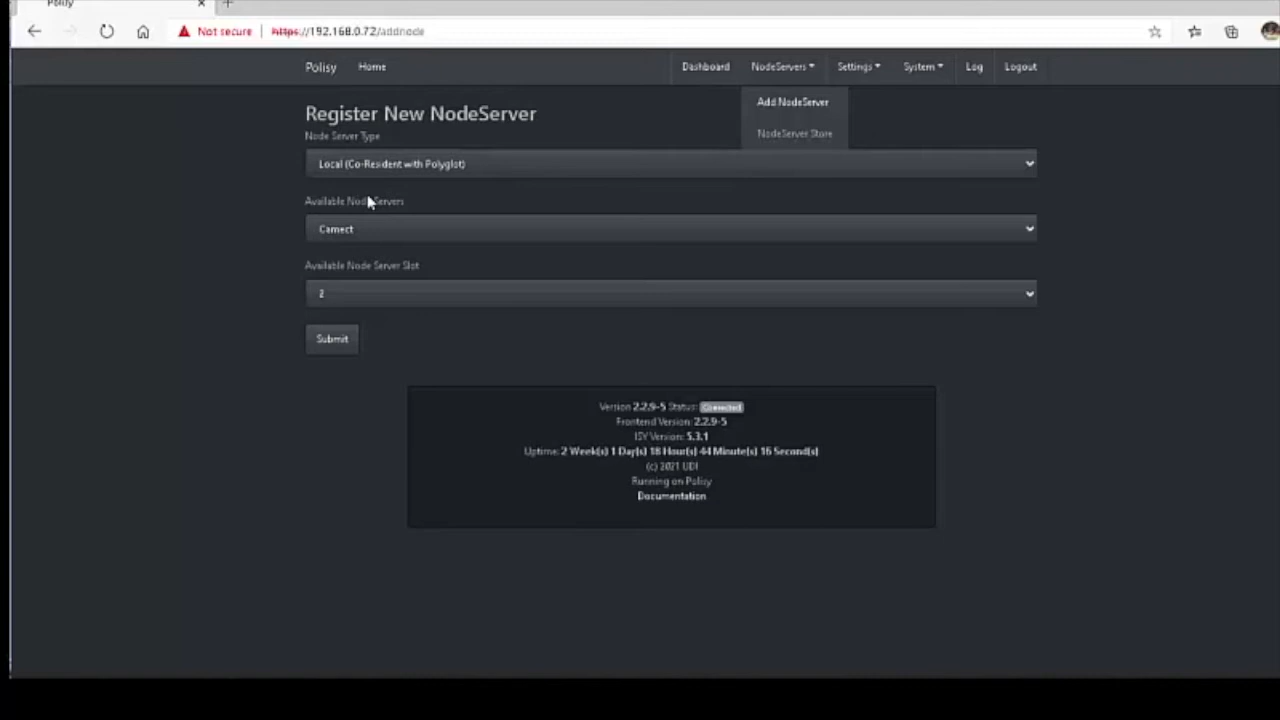 Polisy
Not secure https://192.168.0.72/addnode
Polisy Home Dashboard NodeServers Settings System Log Logout
Add NodeServer
NodeServer Store
Register New NodeServer
Node Server Type
Local (Co-Resident with Polyglot)
Available Node Servers
Camect
Available Node Server Slot
2
Submit
Version 2.2.9-5 Status: Connected
Frontend Version: 2.2.9-5
ISY Version: 5.3.1
Uptime: 2 Week(s) 1 Day(s) 18 Hour(s) 44 Minute(s) 16 Second(s)
(c) 2021 UDI
Running on Polisy
Documentation